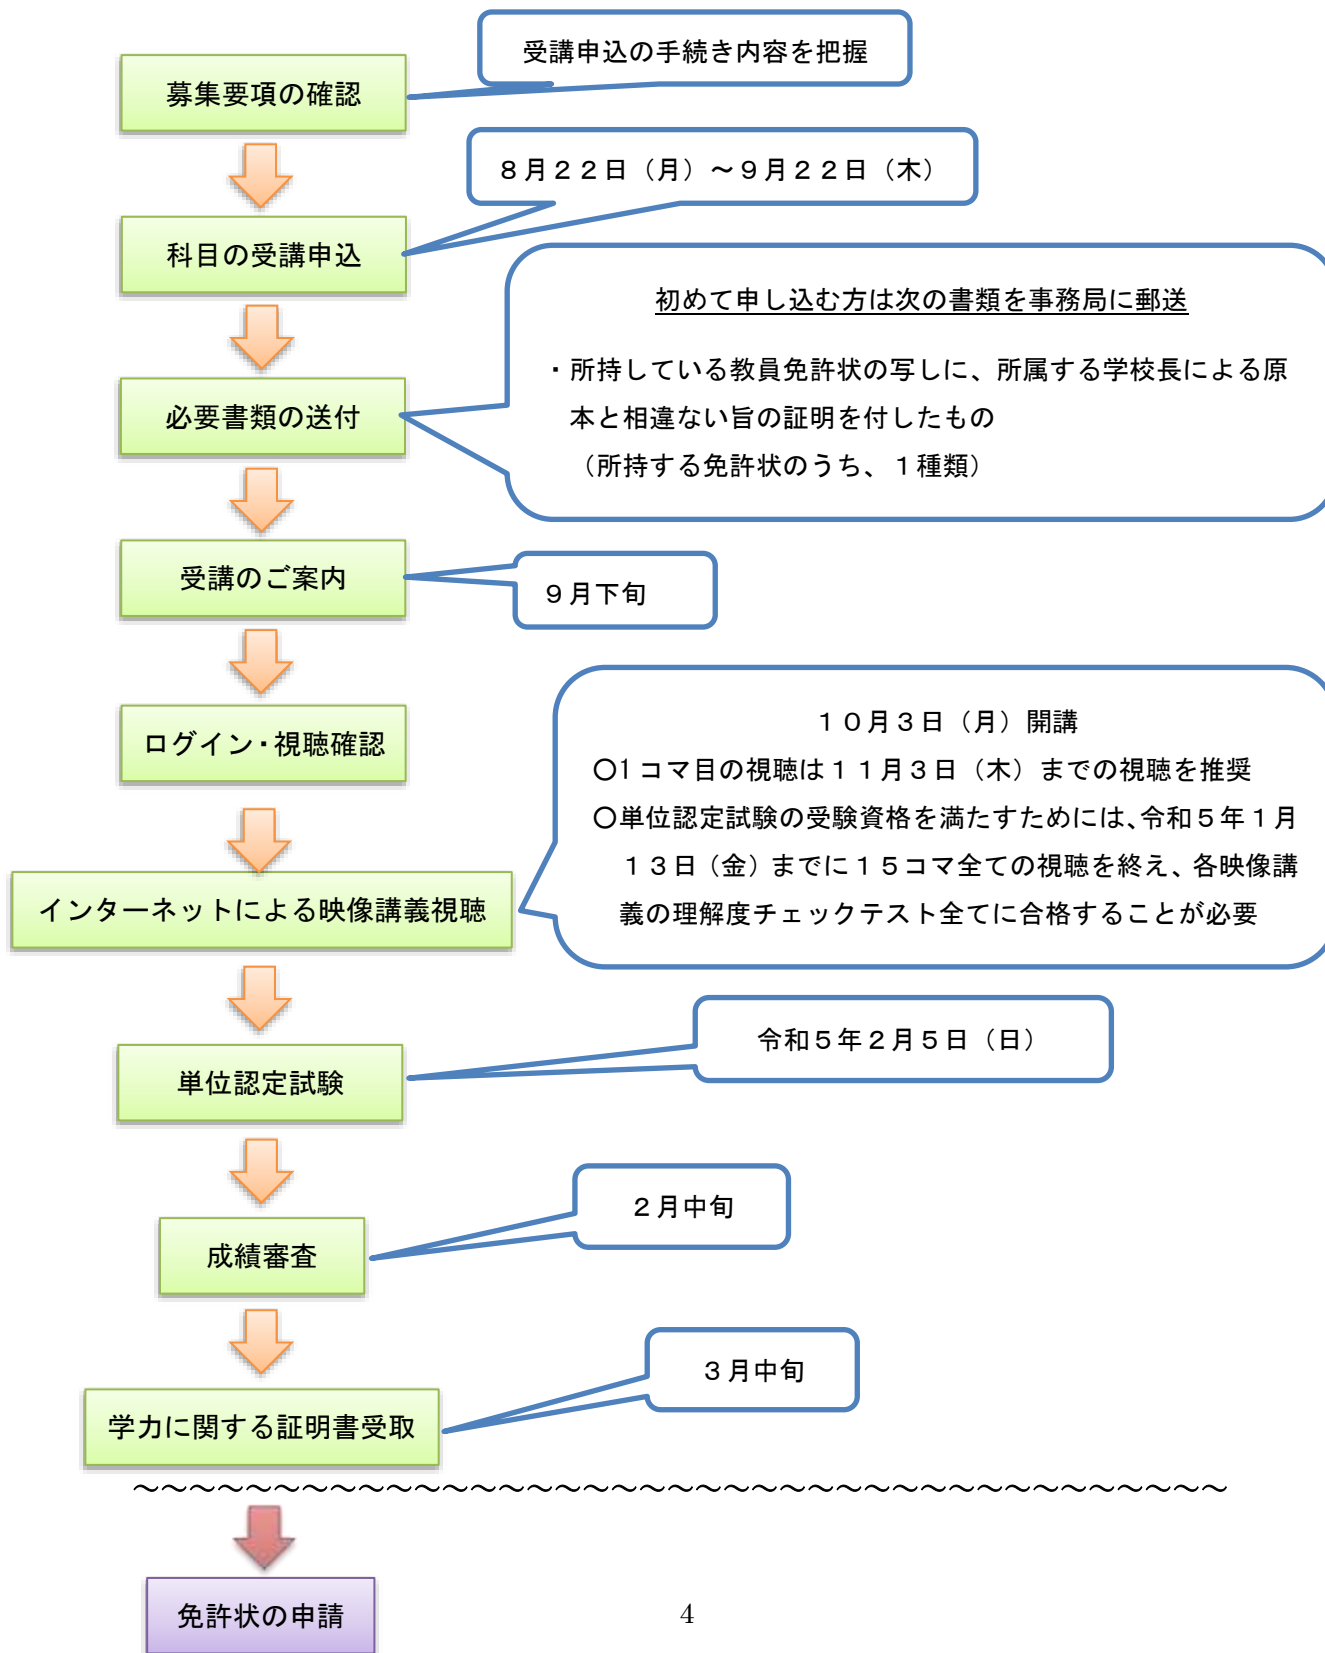 受講申込の手続き内容を把握
募集要項の確認
８月２２日（月）～９月２２日（木）
科目の受講申込
初めて申し込む方は次の書類を事務局に郵送
・所持している教員免許状の写しに、所属する学校長による原
本と相違ない旨の証明を付したもの
（所持する免許状のうち、１種類）
必要書類の送付
受講のご案内
９月下旬
ログイン・視聴確認
１０月３日（月）開講
〇1コマ目の視聴は１１月３日（木）までの視聴を推奨
〇単位認定試験の受験資格を満たすためには、令和５年１月
１３日（金）までに１５コマ全ての視聴を終え、各映像講
義の理解度チェックテスト全てに合格することが必要
インターネットによる映像講義視聴
令和５年２月５日（日）
単位認定試験
２月中旬
成績審査
３月中旬
学力に関する証明書受取
～～～～～～～～～～～～～～～～～～～～～～～～～～～～～～～～～～～～～～～
免許状の申請
4